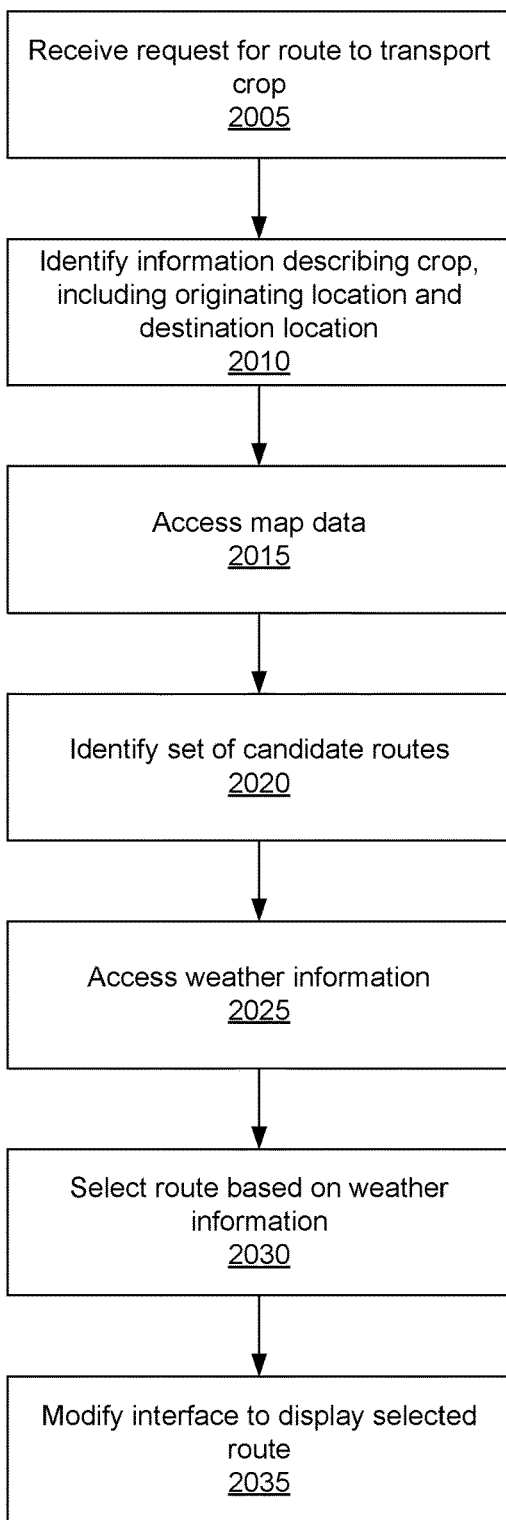 Receive request for route to transport
crop
2005
Identify information describing crop,
including originating location and
destination location
2010
Access map data
2015
Identify set of candidate routes
2020
Access weather information
2025
Select route based on weather
information
2030
Modify interface to display selected
route
2035